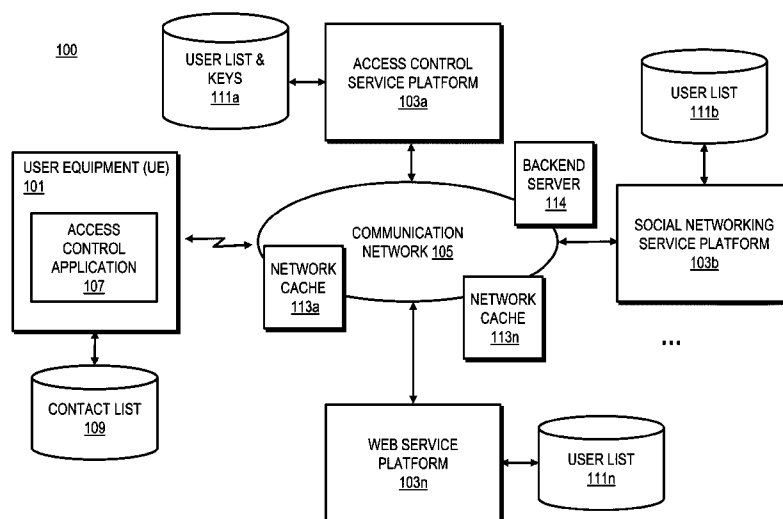 100
USER LIST &
KEYS
111a
ACCESS CONTROL
SERVICE PLATFORM
103a
USER LIST
111b
USER EQUIPMENT (UE)
101
ACCESS
CONTROL
APPLICATION
107
BACKEND
SERVER
114
COMMUNICATION
NETWORK 105
SOCIAL NETWORKING
SERVICE PLATFORM
103b
NETWORK
CACHE
113a
NETWORK
CACHE
113n
...
CONTACT LIST
109
WEB SERVICE
PLATFORM
103n
USER LIST
111n